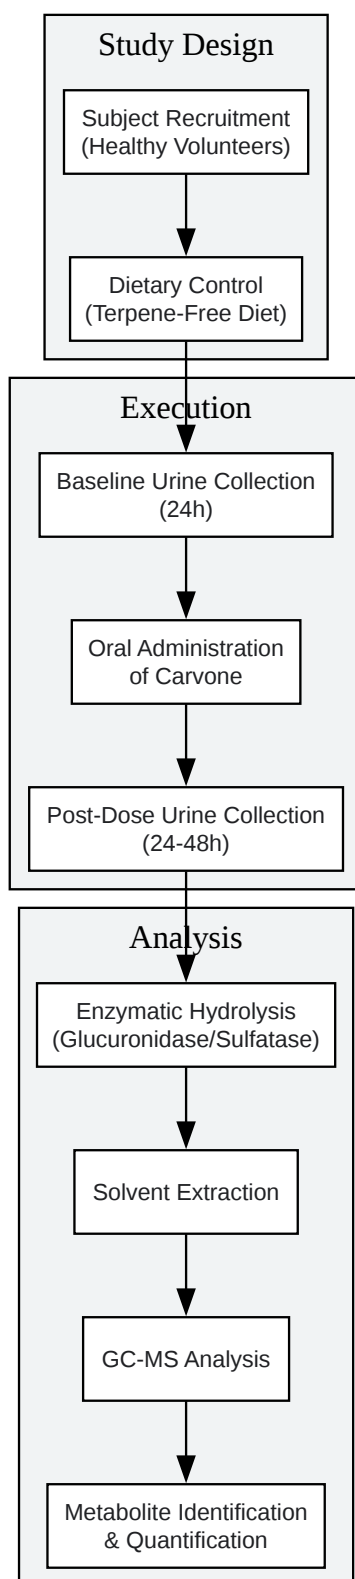 Study Design
Subject Recruitment
(Healthy Volunteers)
Dietary Control
(Terpene-Free Diet)
Execution
Baseline Urine Collection
(24h)
Oral Administration
of Carvone
Post-Dose Urine Collection
(24-48h)
Analysis
Enzymatic Hydrolysis
(Glucuronidase/Sulfatase)
Solvent Extraction
GC-MS Analysis
Metabolite Identification
& Quantification